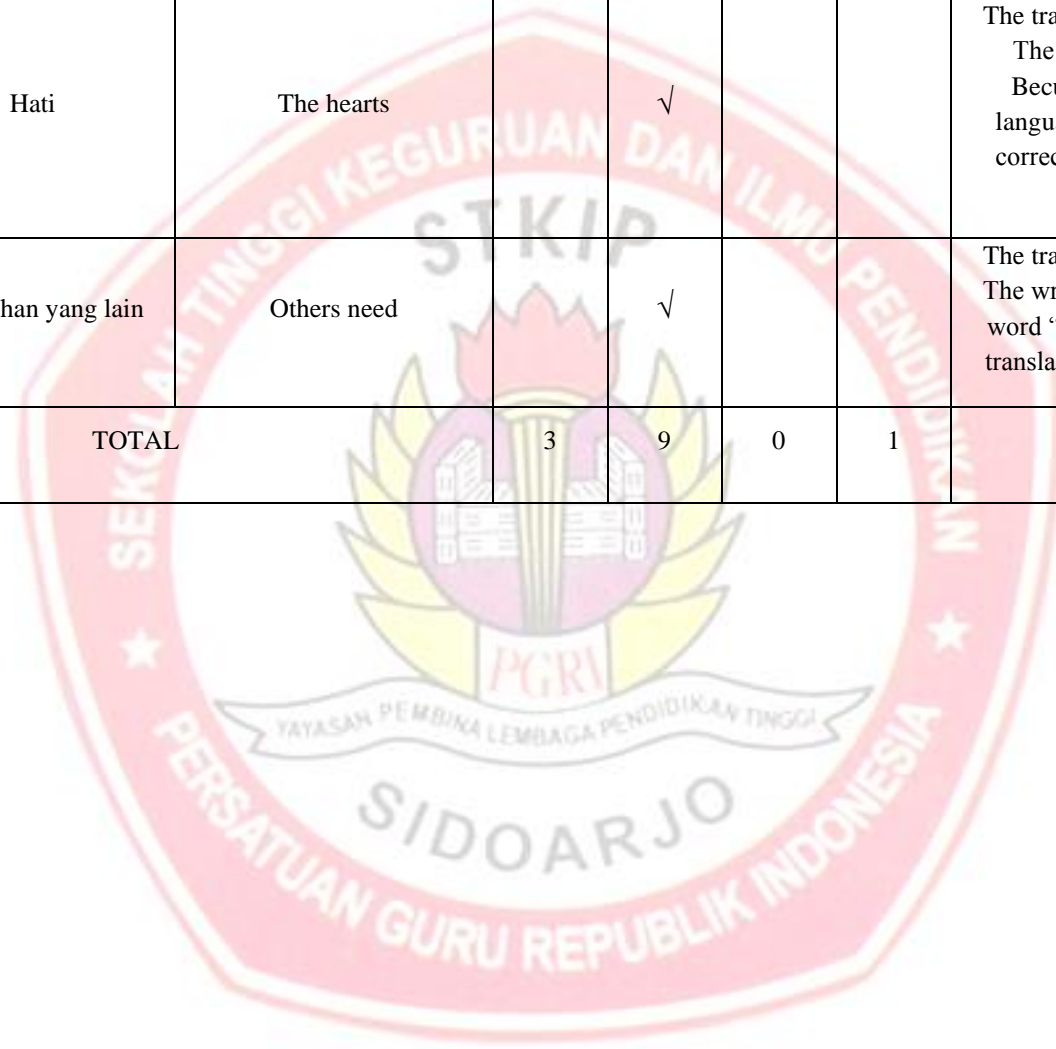 The tra
The
Hati The hearts √ Becu
langu
correc
The tra
han yang lain Others need √ The wr
word “
transla
TOTAL 3 9 0 1
SEKOLAH TINGGI KEGURUAN DAN ILMU PENDIDIKAN
STKIP
PGRI
YAYASAN PEMBINA LEMBAGA PENDIDIKAN TINGGI
SIDOARJO
PERSATUAN GURU REPUBLIK INDONESIA